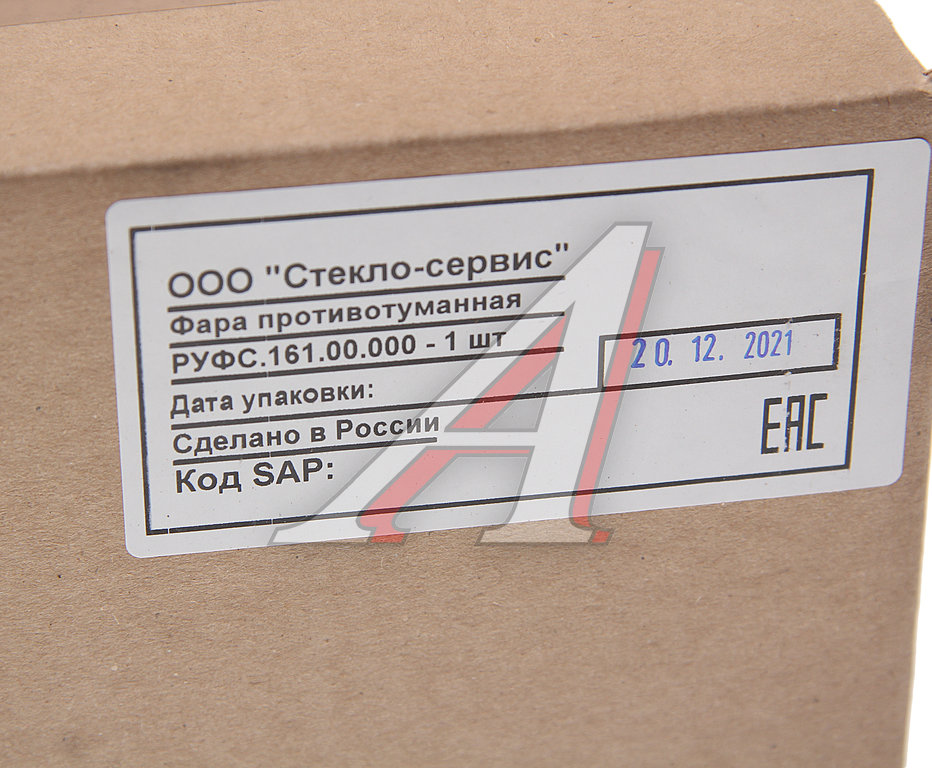 ООО "Стекло-сервис"
Фара противотуманная
РУФС.161.00.000 - 1 шт
Дата упаковки: 20. 12. 2021
Сделано в России
Код SAP:
EAC